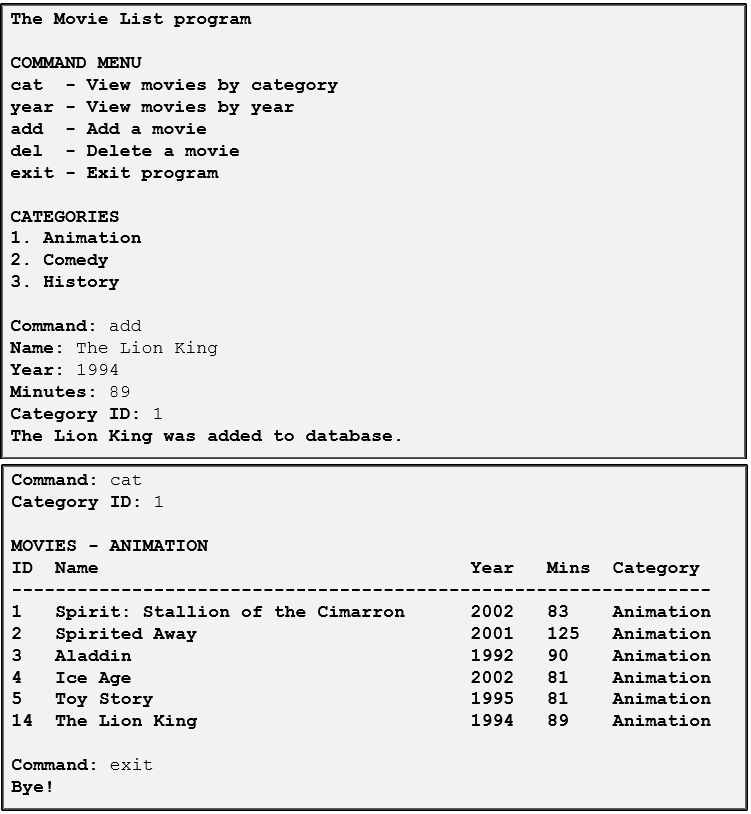 The Movie List program
COMMAND MENU
cat  - View movies by category
year - View movies by year
add  - Add a movie
del  - Delete a movie
exit - Exit program
CATEGORIES
1. Animation
2. Comedy
3. History
Command: add
Name: The Lion King
Year: 1994
Minutes: 89
Category ID: 1
The Lion King was added to database.
Command: cat
Category ID: 1
MOVIES - ANIMATION
ID  Name                                  Year   Mins  Category
----------------------------------------------------------------
1   Spirit: Stallion of the Cimarron      2002   83    Animation
2   Spirited Away                         2001   125   Animation
3   Aladdin                               1992   90    Animation
4   Ice Age                               2002   81    Animation
5   Toy Story                             1995   81    Animation
14  The Lion King                         1994   89    Animation
Command: exit
Bye!